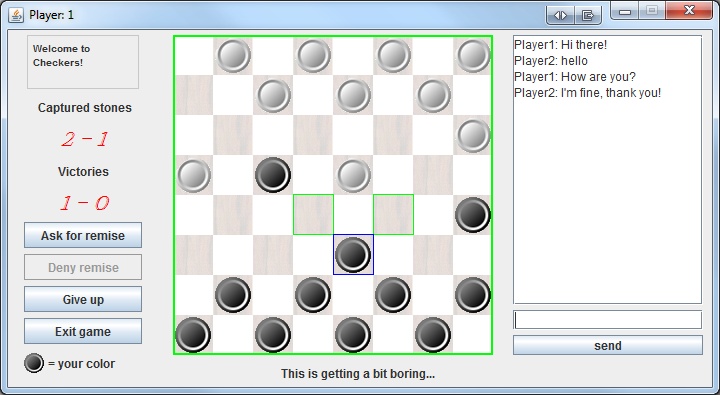 Player: 1
Welcome to
Checkers!
Captured stones
2 - 1
Victories
1 - 0
Ask for remise
Deny remise
Give up
Exit game
= your color
This is getting a bit boring...
Player1: Hi there!
Player2: hello
Player1: How are you?
Player2: I'm fine, thank you!
send